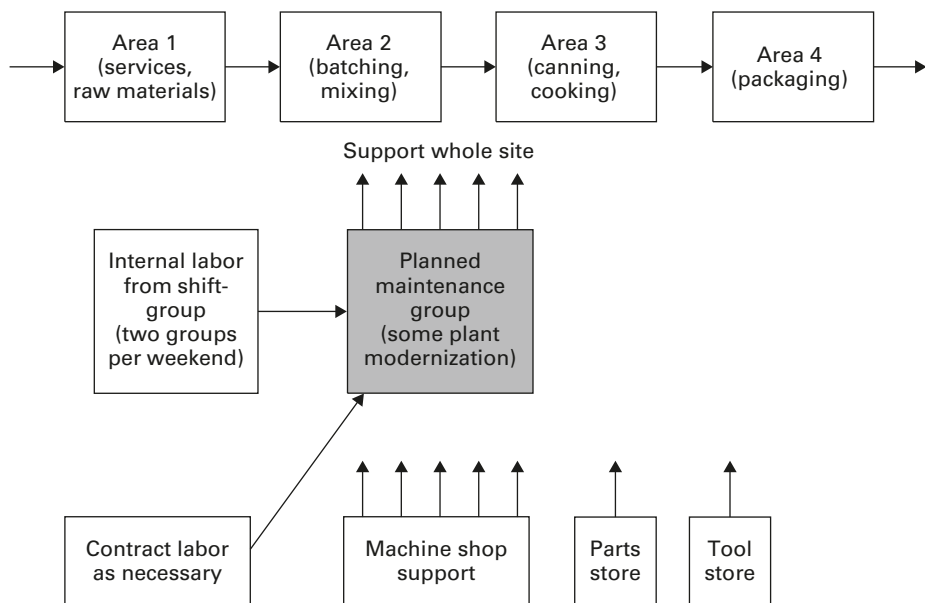 Area 1
(services,
raw materials)
Area 2
(batching,
mixing)
Area 3
(canning,
cooking)
Area 4
(packaging)
Support whole site
Internal labor
from shift-
group
(two groups
per weekend)
Planned
maintenance
group
(some plant
modernization)
Contract labor
as necessary
Machine shop
support
Parts
store
Tool
store